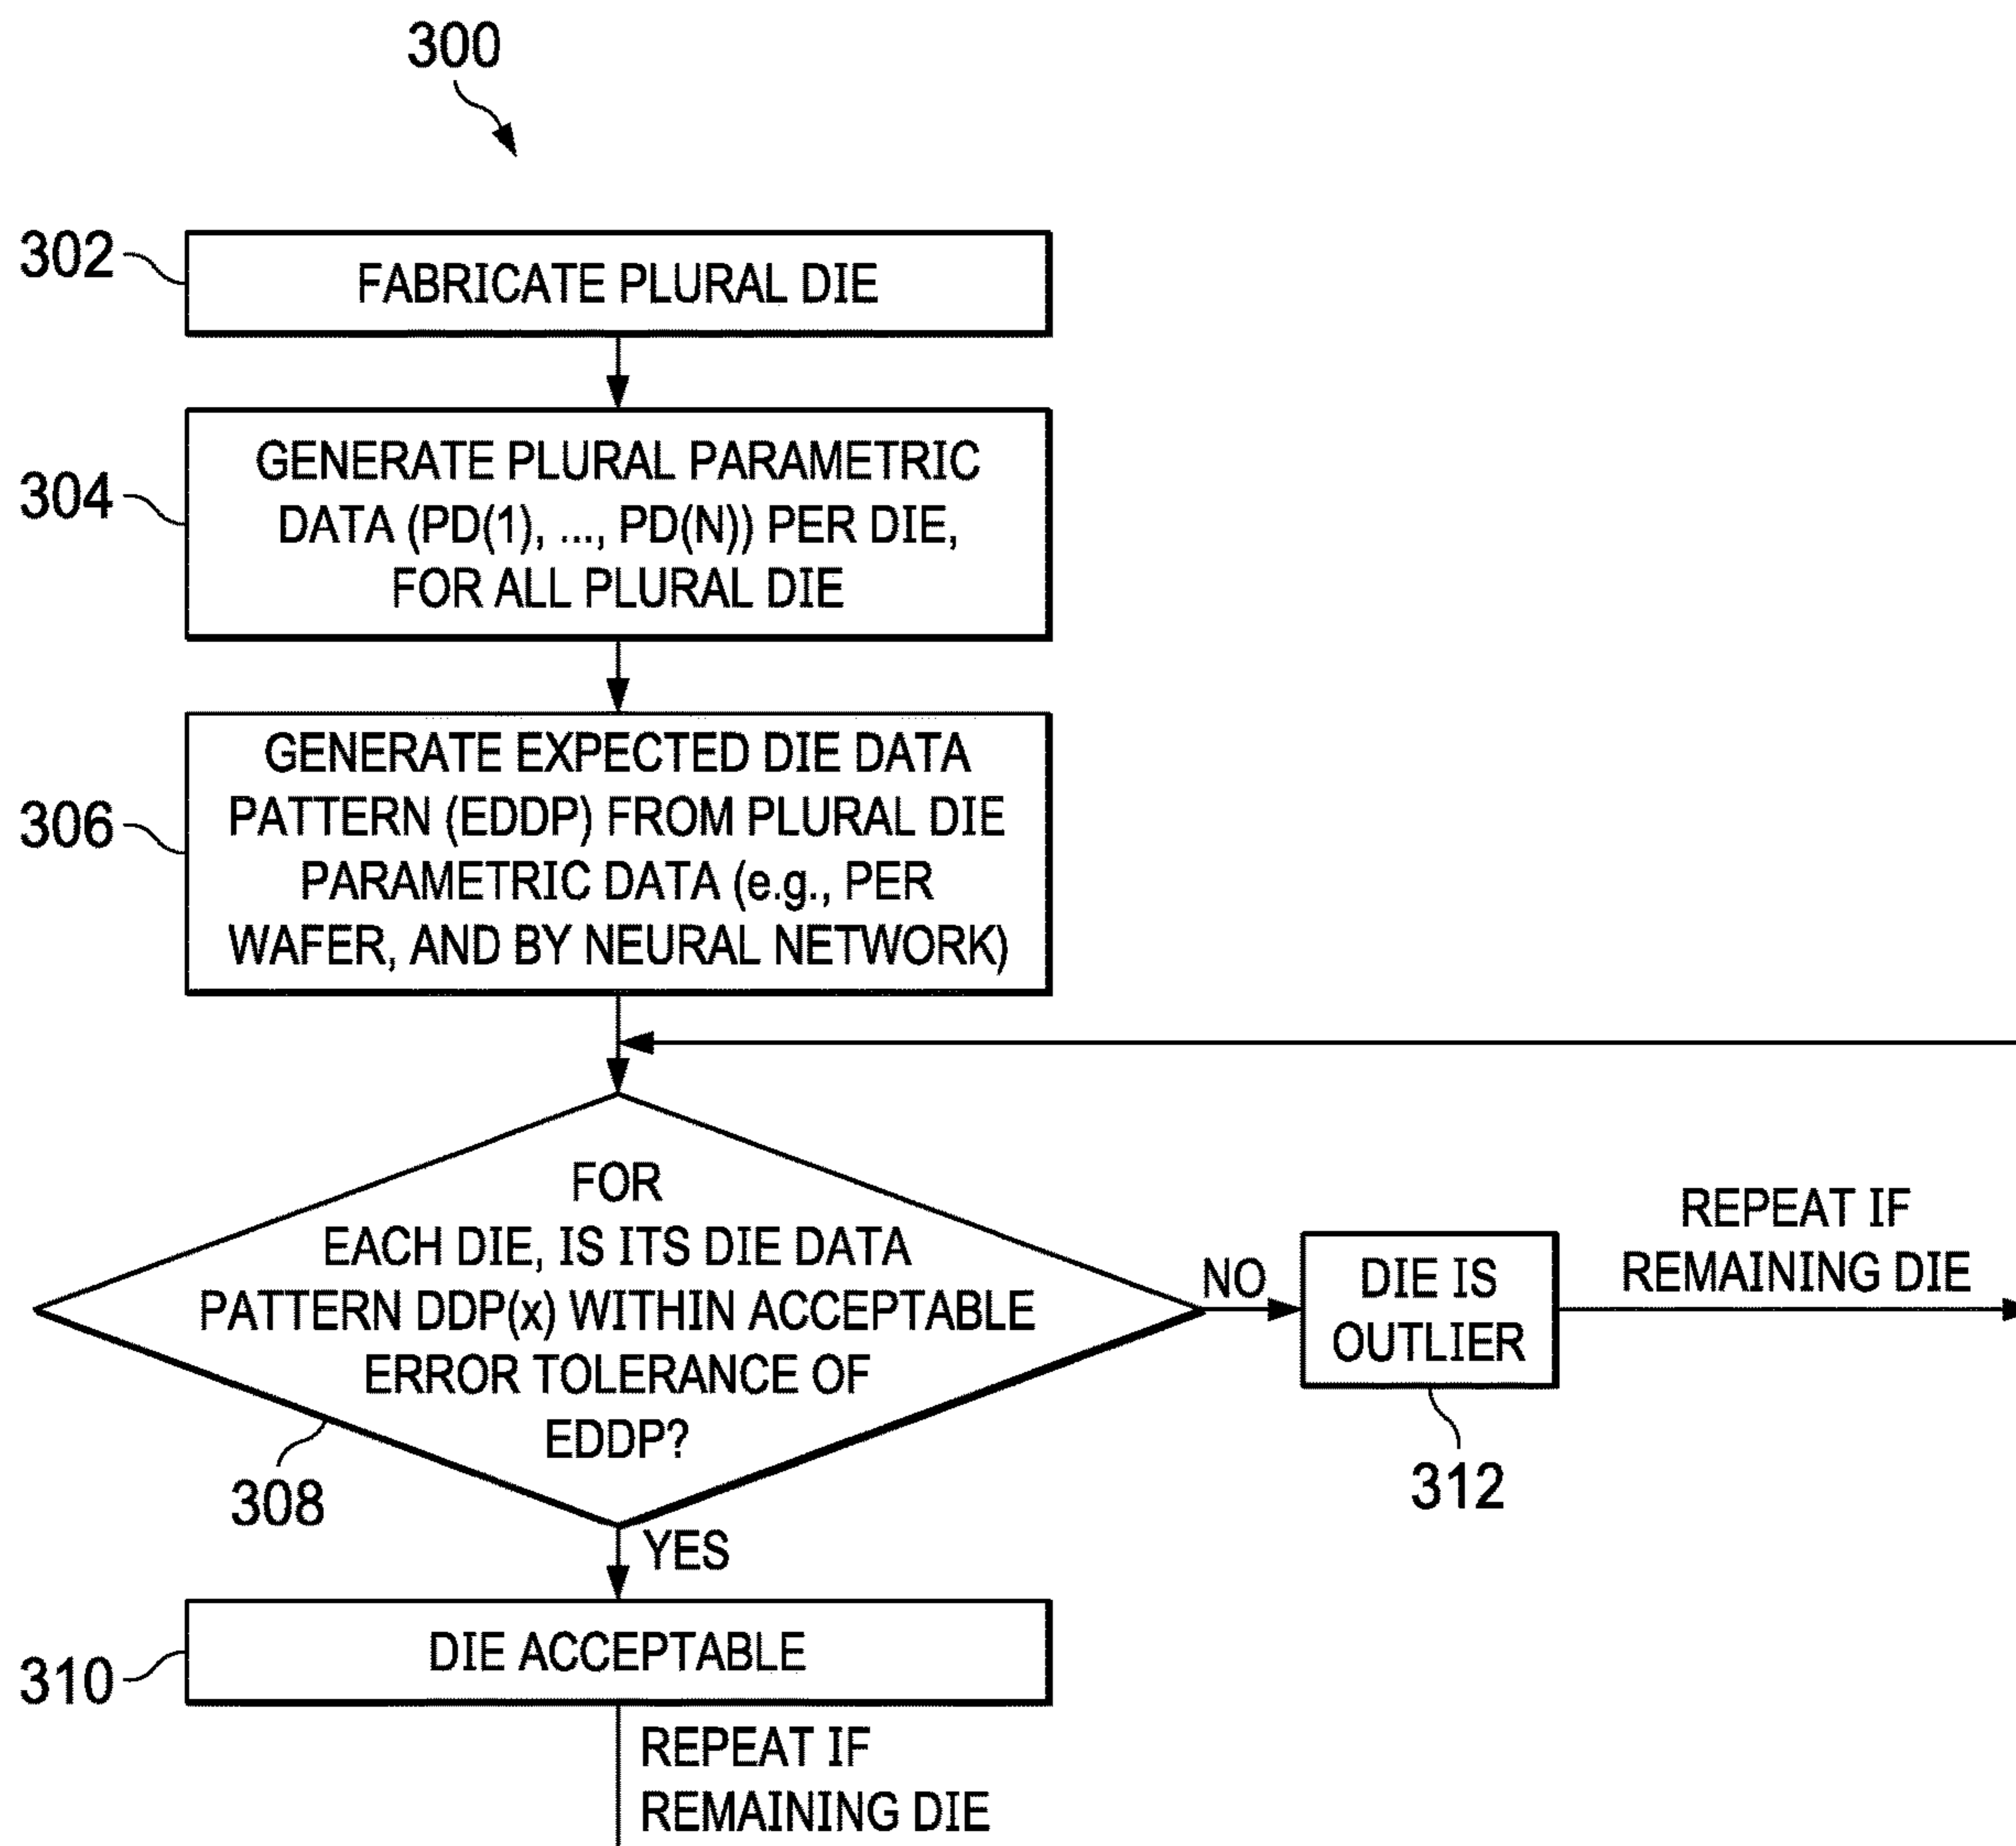 300
302
FABRICATE PLURAL DIE
304
GENERATE PLURAL PARAMETRIC
DATA (PD(1), ..., PD(N)) PER DIE,
FOR ALL PLURAL DIE
306
GENERATE EXPECTED DIE DATA
PATTERN (EDDP) FROM PLURAL DIE
PARAMETRIC DATA (e.g., PER
WAFER, AND BY NEURAL NETWORK)
FOR
EACH DIE, IS ITS DIE DATA
PATTERN DDP(x) WITHIN ACCEPTABLE
ERROR TOLERANCE OF
EDDP?
308
NO
DIE IS
OUTLIER
312
REPEAT IF
REMAINING DIE
YES
310
DIE ACCEPTABLE
REPEAT IF
REMAINING DIE